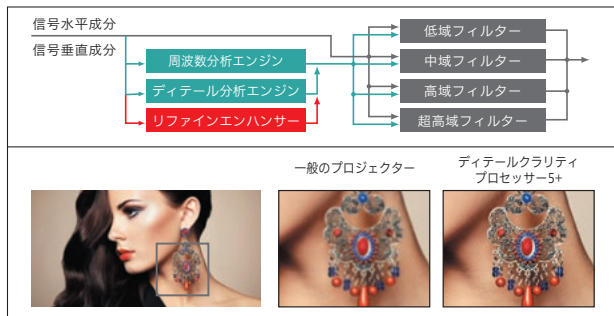 信号水平成分
信号垂直成分
周波数分析エンジン
ディテール分析エンジン
リファインエンハンサー
低域フィルター
中域フィルター
高域フィルター
超高域フィルター
一般のプロジェクター
ディテールクラリティ
プロセッサー5+